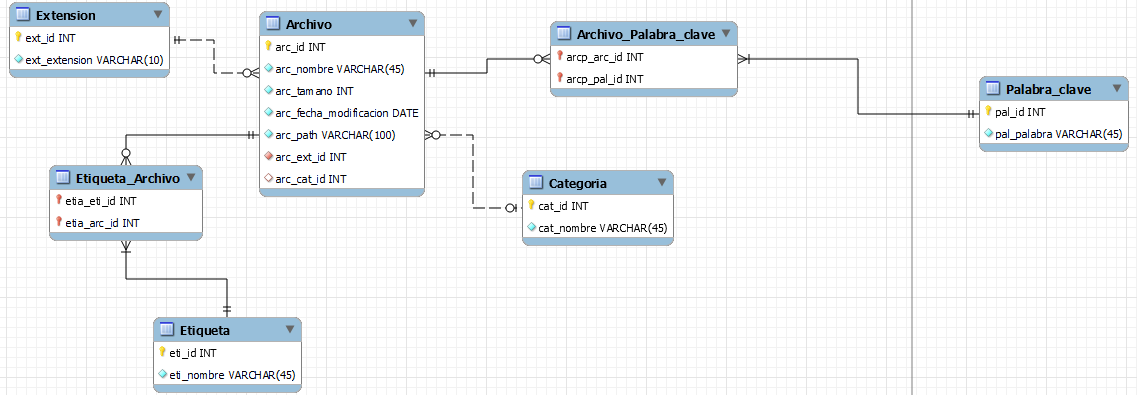 Extension
ext_id INT
ext_extension VARCHAR(10)
Archivo
arc_id INT
arc_nombre VARCHAR(45)
arc_tamano INT
arc_fecha_modificacion DATE
arc_path VARCHAR(100)
arc_ext_id INT
arc_cat_id INT
Archivo_Palabra_clave
arcp_arc_id INT
arcp_pal_id INT
Palabra_clave
pal_id INT
pal_palabra VARCHAR(45)
Etiqueta_Archivo
etia_eti_id INT
etia_arc_id INT
Categoria
cat_id INT
cat_nombre VARCHAR(45)
Etiqueta
eti_id INT
eti_nombre VARCHAR(45)